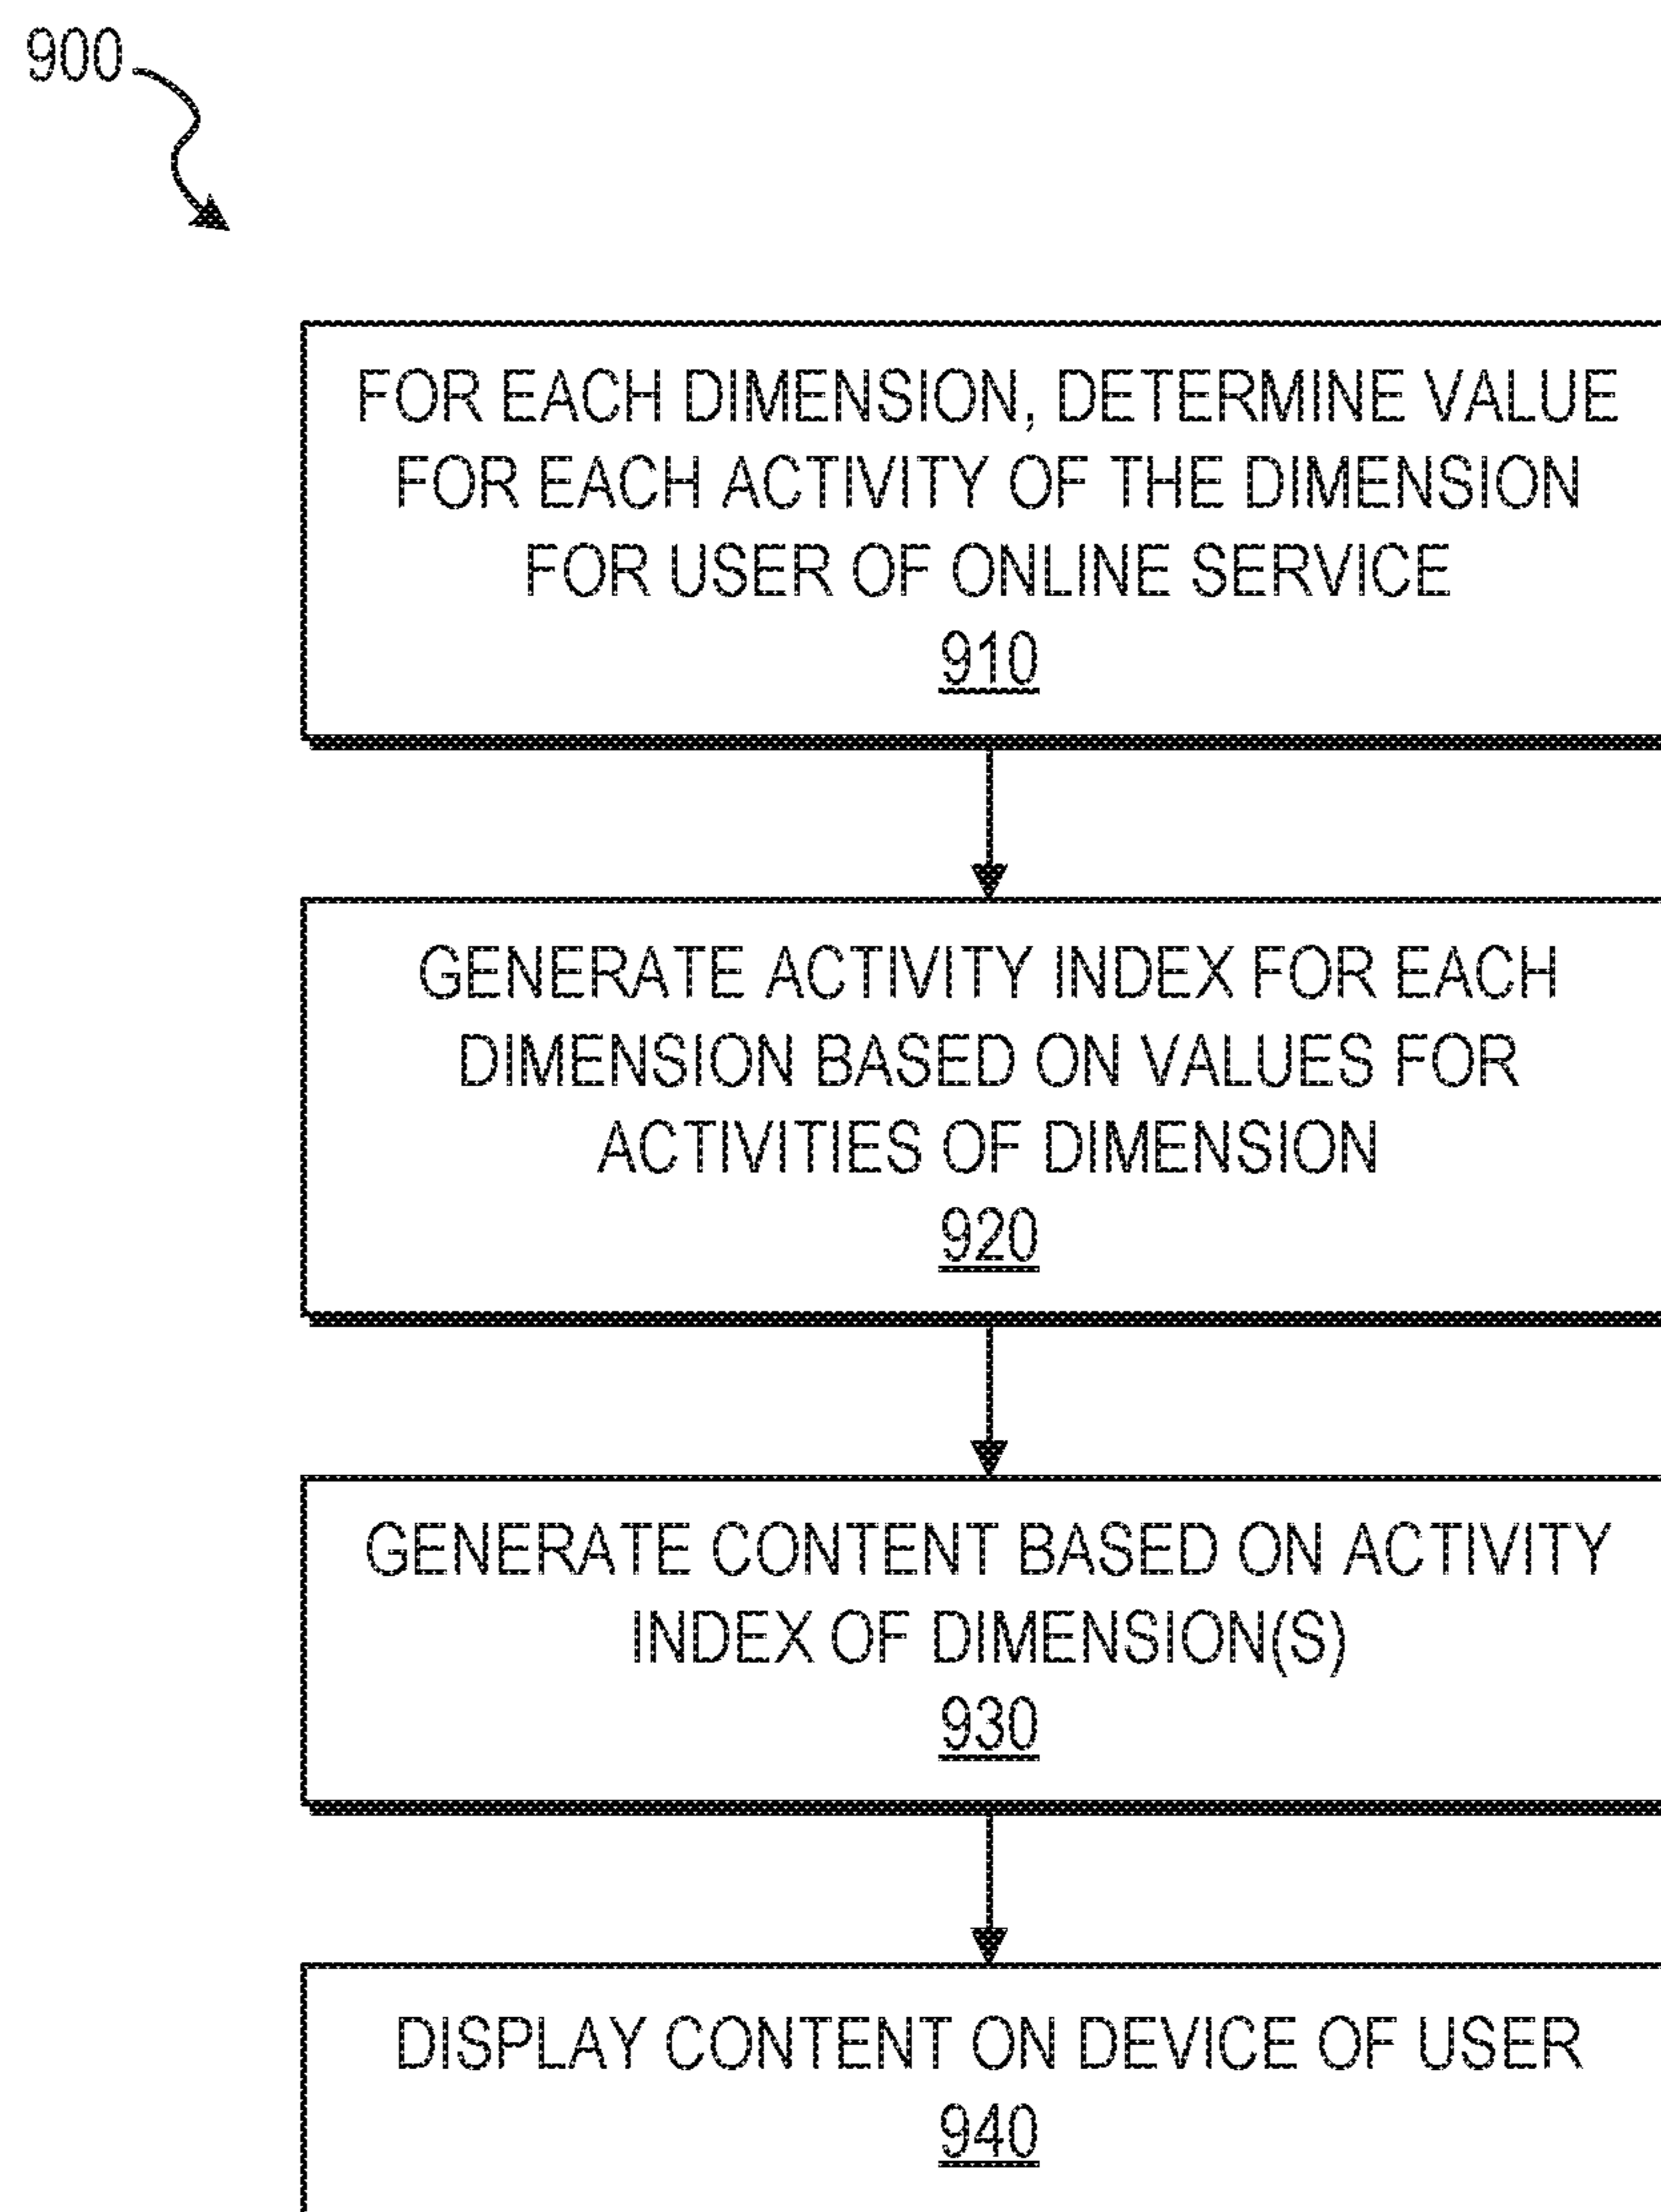 900
FOR EACH DIMENSION, DETERMINE VALUE
FOR EACH ACTIVITY OF THE DIMENSION
FOR USER OF ONLINE SERVICE
910
GENERATE ACTIVITY INDEX FOR EACH
DIMENSION BASED ON VALUES FOR
ACTIVITIES OF DIMENSION
920
GENERATE CONTENT BASED ON ACTIVITY
INDEX OF DIMENSION(S)
930
DISPLAY CONTENT ON DEVICE OF USER
940